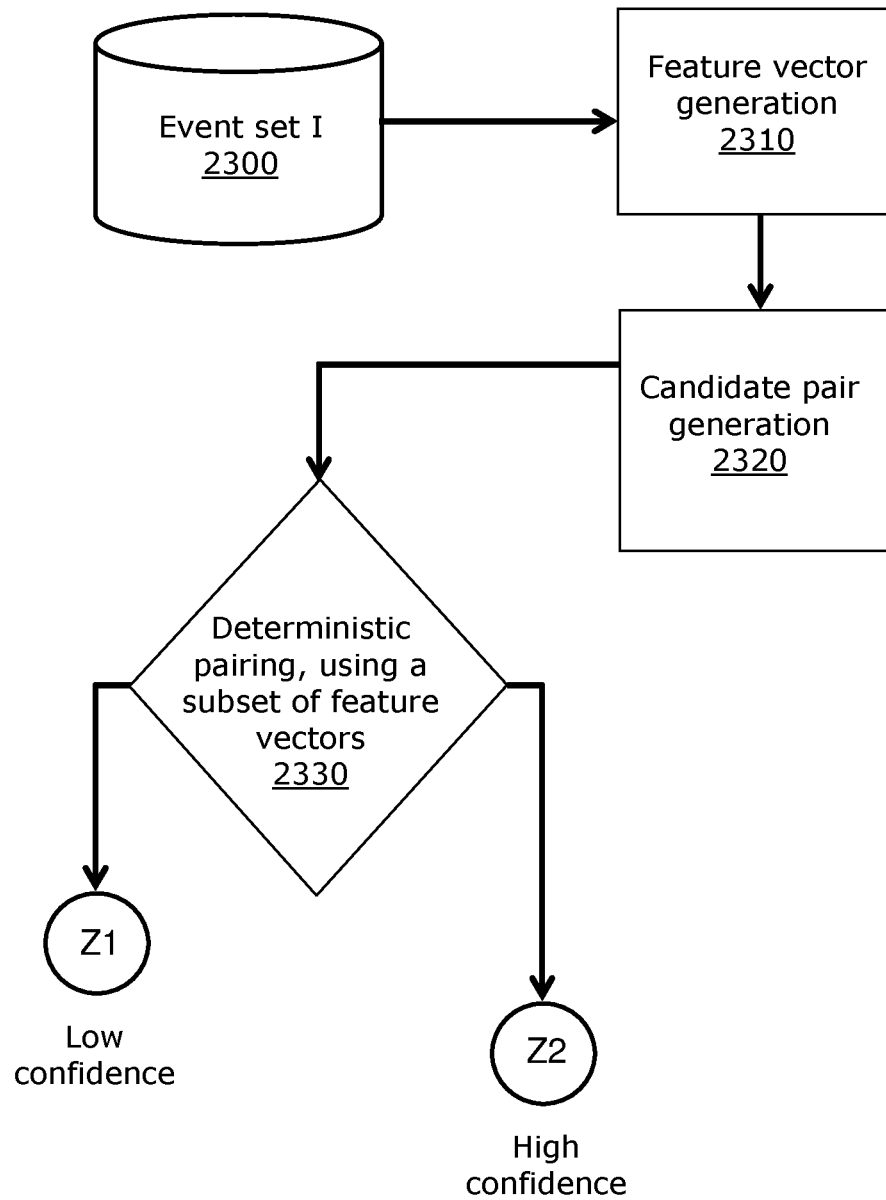 Event set I
2300
Feature vector
generation
2310
Candidate pair
generation
2320
Deterministic
pairing, using a
subset of feature
vectors
2330
Z1
Low
confidence
Z2
High
confidence